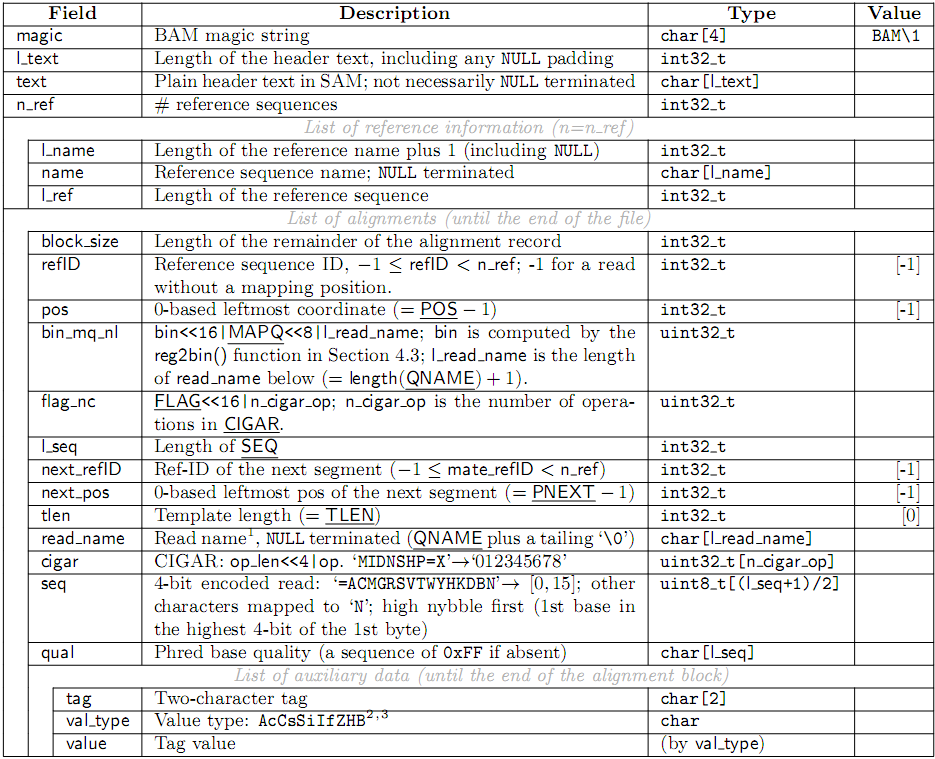 Field Description Type Value
magic BAM magic string char[4] BAM\1
l_text Length of the header text, including any NULL padding int32_t
text Plain header text in SAM; not necessarily NULL terminated char[l_text]
n_ref # reference sequences int32_t
List of reference information (n=n_ref)
l_name Length of the reference name plus 1 (including NULL) int32_t
name Reference sequence name; NULL terminated char[l_name]
l_ref Length of the reference sequence int32_t
List of alignments (until the end of the file)
block_size Length of the remainder of the alignment record int32_t
refID Reference sequence ID, −1 ≤ refID < n_ref; -1 for a read int32_t [-1]
without a mapping position.
pos 0-based leftmost coordinate (= POS − 1) int32_t [-1]
bin_mq_nl bin<<16|MAPQ<<8|l_read_name; bin is computed by the uint32_t
reg2bin() function in Section 4.3; l_read_name is the length
of read_name below (= length(QNAME) + 1).
flag_nc FLAG<<16|n_cigar_op; n_cigar_op is the number of opera- uint32_t
tions in CIGAR.
l_seq Length of SEQ int32_t
next_refID Ref-ID of the next segment (−1 ≤ mate_refID < n_ref) int32_t [-1]
next_pos 0-based leftmost pos of the next segment (= PNEXT − 1) int32_t [-1]
tlen Template length (= TLEN) int32_t [0]
read_name Read name¹, NULL terminated (QNAME plus a tailing ‘\0’) char[l_read_name]
cigar CIGAR: op_len<<4|op. ‘MIDNSHP=X’→‘012345678’ uint32_t[n_cigar_op]
seq 4-bit encoded read: ‘=ACMGRSVTWYHKDBN’→ [0, 15]; other uint8_t[(l_seq+1)/2]
characters mapped to ‘N’; high nybble first (1st base in
the highest 4-bit of the 1st byte)
qual Phred base quality (a sequence of 0xFF if absent) char[l_seq]
List of auxiliary data (until the end of the alignment block)
tag Two-character tag char[2]
val_type Value type: AcCsSiIfZHB²,³ char
value Tag value (by val_type)